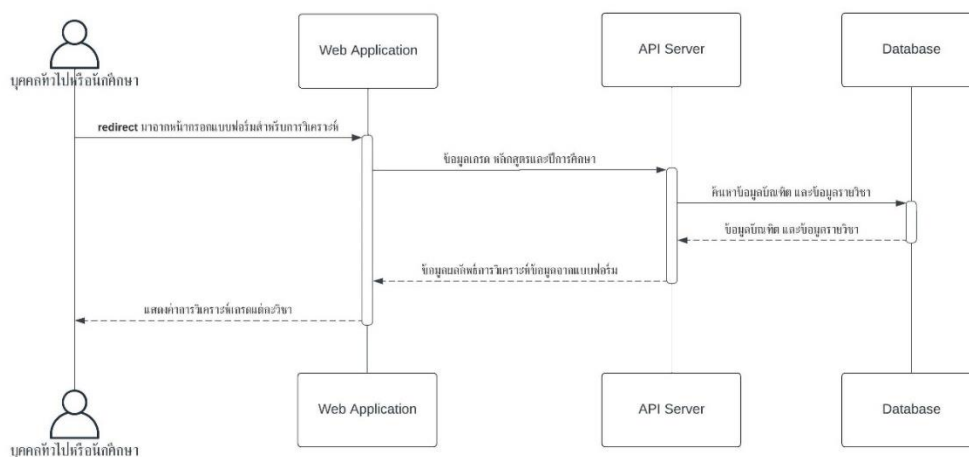 บุคคลทั่วไปหรือนักศึกษา
Web Application
API Server
Database
redirect มาจากหน้ากรอกแบบฟอร์มสำหรับการวิเคราะห์
ข้อมูลเกรด หลักสูตรและปีการศึกษา
ค้นหาข้อมูลบัณฑิต และข้อมูลรายวิชา
ข้อมูลบัณฑิต และข้อมูลรายวิชา
ข้อมูลผลลัพธ์การวิเคราะห์ข้อมูลจากแบบฟอร์ม
แสดงค่าการวิเคราะห์เกรดแต่ละวิชา
Web Application
API Server
Database
บุคคลทั่วไปหรือนักศึกษา